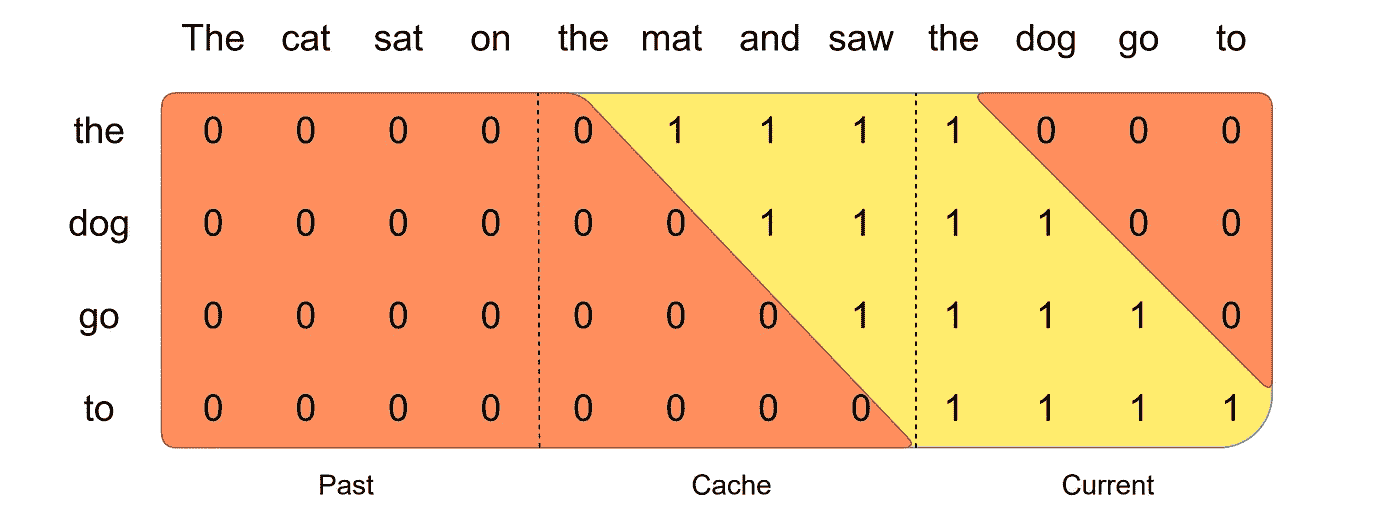 The cat sat on the mat and saw the dog go to
the 0 0 0 0 0 1 1 1 1 0 0 0
dog 0 0 0 0 0 0 1 1 1 1 0 0
go 0 0 0 0 0 0 0 1 1 1 1 0
to 0 0 0 0 0 0 0 0 1 1 1 1
Past Cache Current